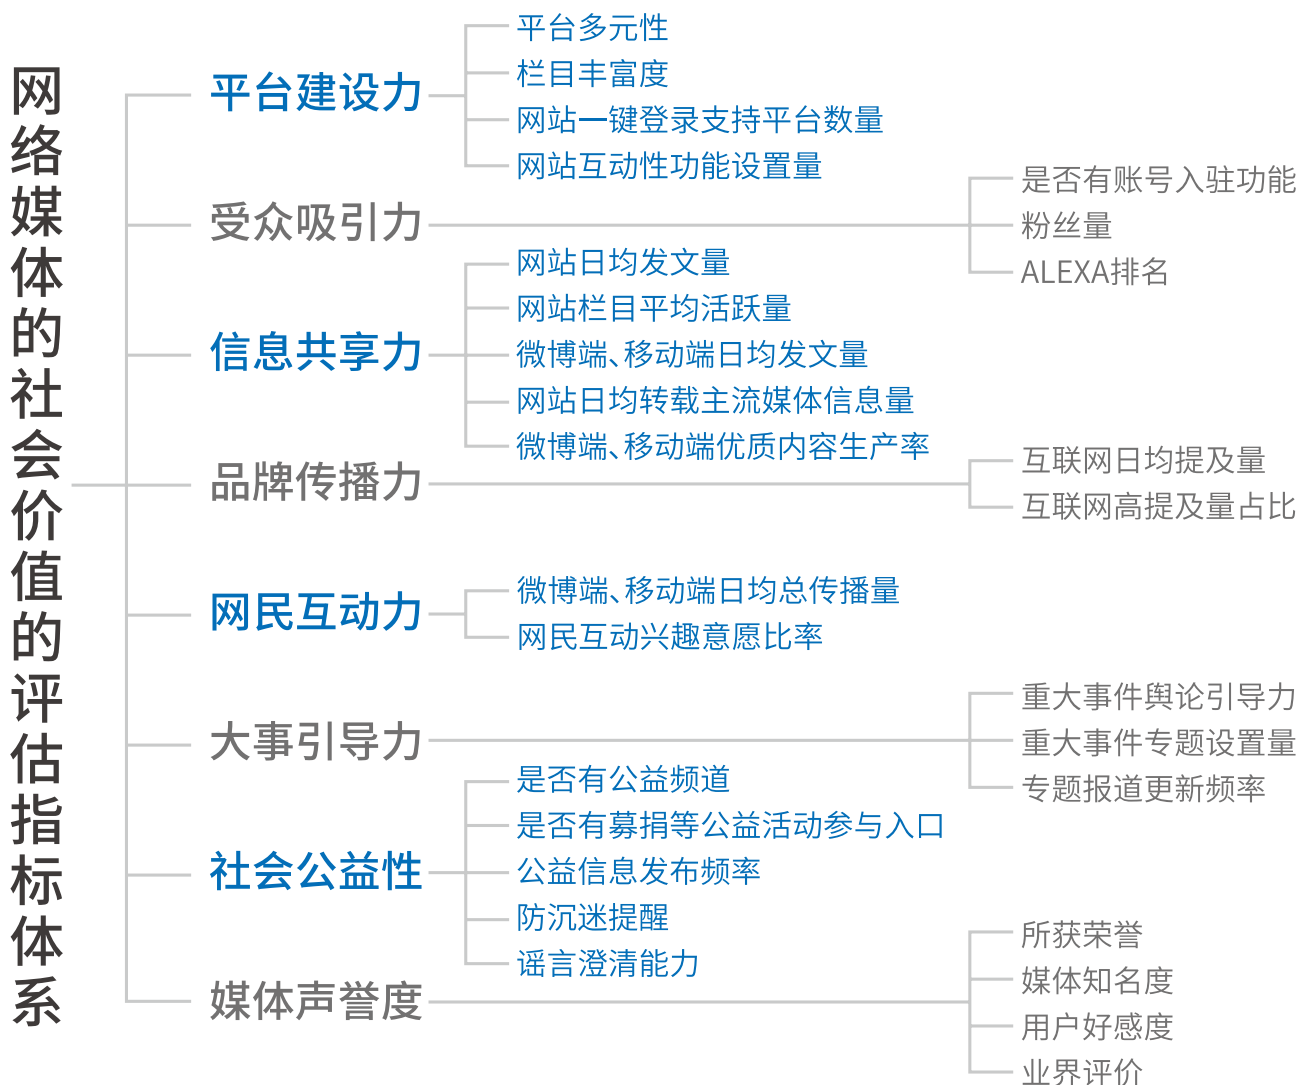 网络媒体的社会价值的评估指标体系
平台建设力
平台多元性
栏目丰富度
网站一键登录支持平台数量
网站互动性功能设置量
受众吸引力
是否有账号入驻功能
粉丝量
ALEXA排名
信息共享力
网站日均发文量
网站栏目平均活跃量
微博端、移动端日均发文量
网站日均转载主流媒体信息量
微博端、移动端优质内容生产率
品牌传播力
互联网日均提及量
互联网高提及量占比
网民互动力
微博端、移动端日均总传播量
网民互动兴趣意愿比率
大事引导力
重大事件舆论引导力
重大事件专题设置量
专题报道更新频率
社会公益性
是否有公益频道
是否有募捐等公益活动参与入口
公益信息发布频率
防沉迷提醒
谣言澄清能力
媒体声誉度
所获荣誉
媒体知名度
用户好感度
业界评价